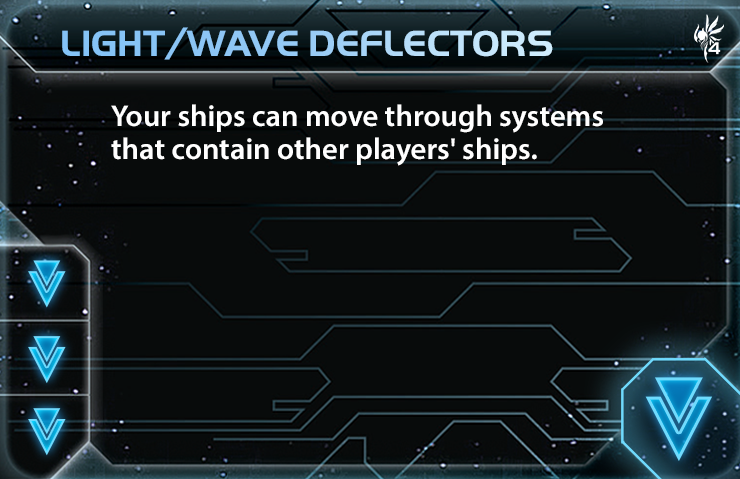 LIGHT/WAVE DEFLECTORS
4
Your ships can move through systems
that contain other players' ships.